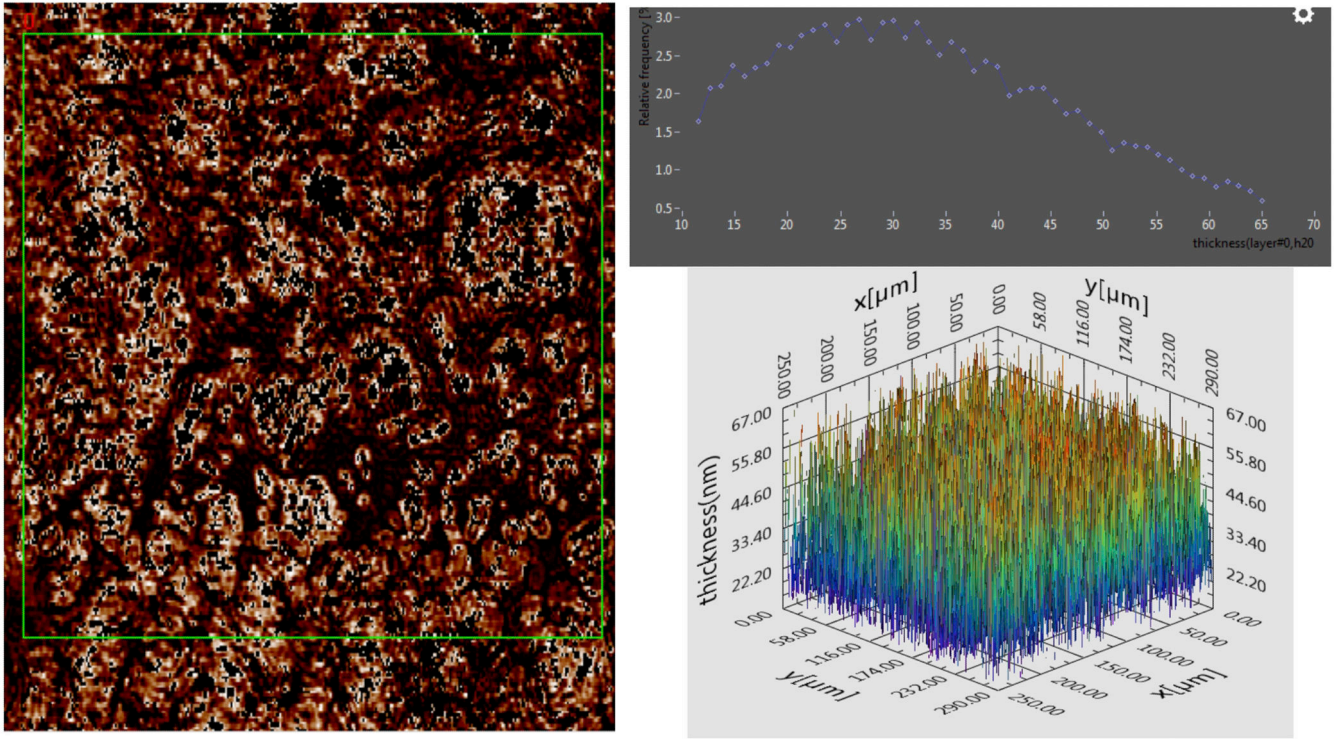 Relative frequency [%
3.0
2.5
2.0
1.5
1.0
0.5
10 15 20 25 30 35 40 45 50 55 60 65 70
thickness(layer#0,h20
x[µm] y[µm]
250.00 200.00 150.00 100.00 50.00 0.00 58.00 116.00 174.00 232.00 290.00
67.00 67.00
55.80 55.80
44.60 44.60
33.40 33.40
22.20 22.20
thickness(nm)
0.00 58.00 116.00 174.00 232.00 290.00
250.00 200.00 150.00 100.00 50.00 0.00
y[µm] x[µm]